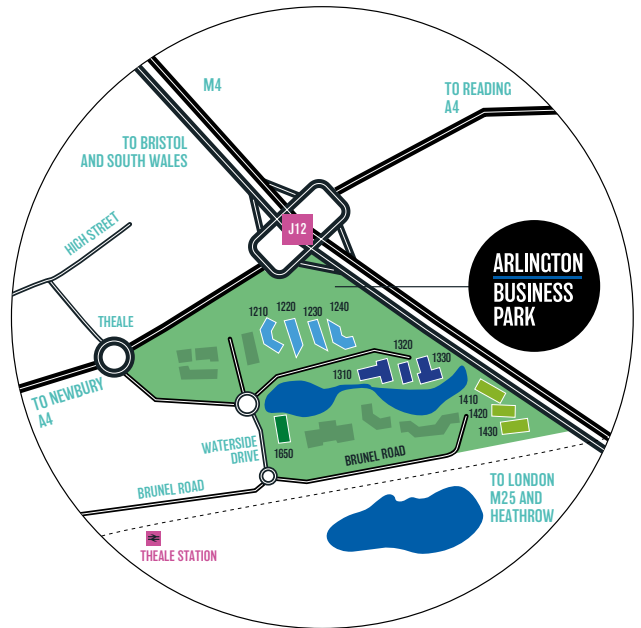 M4
TO READING
A4
TO BRISTOL
AND SOUTH WALES
HIGH STREET
J12
ARLINGTON
BUSINESS
PARK
THEALE
1210
1220
1230
1240
1320
1310
1330
TO NEWBURY
A4
1410
1420
1430
WATERSIDE
DRIVE
1650
BRUNEL ROAD
BRUNEL ROAD
TO LONDON
M25 AND
HEATHROW
THEALE STATION